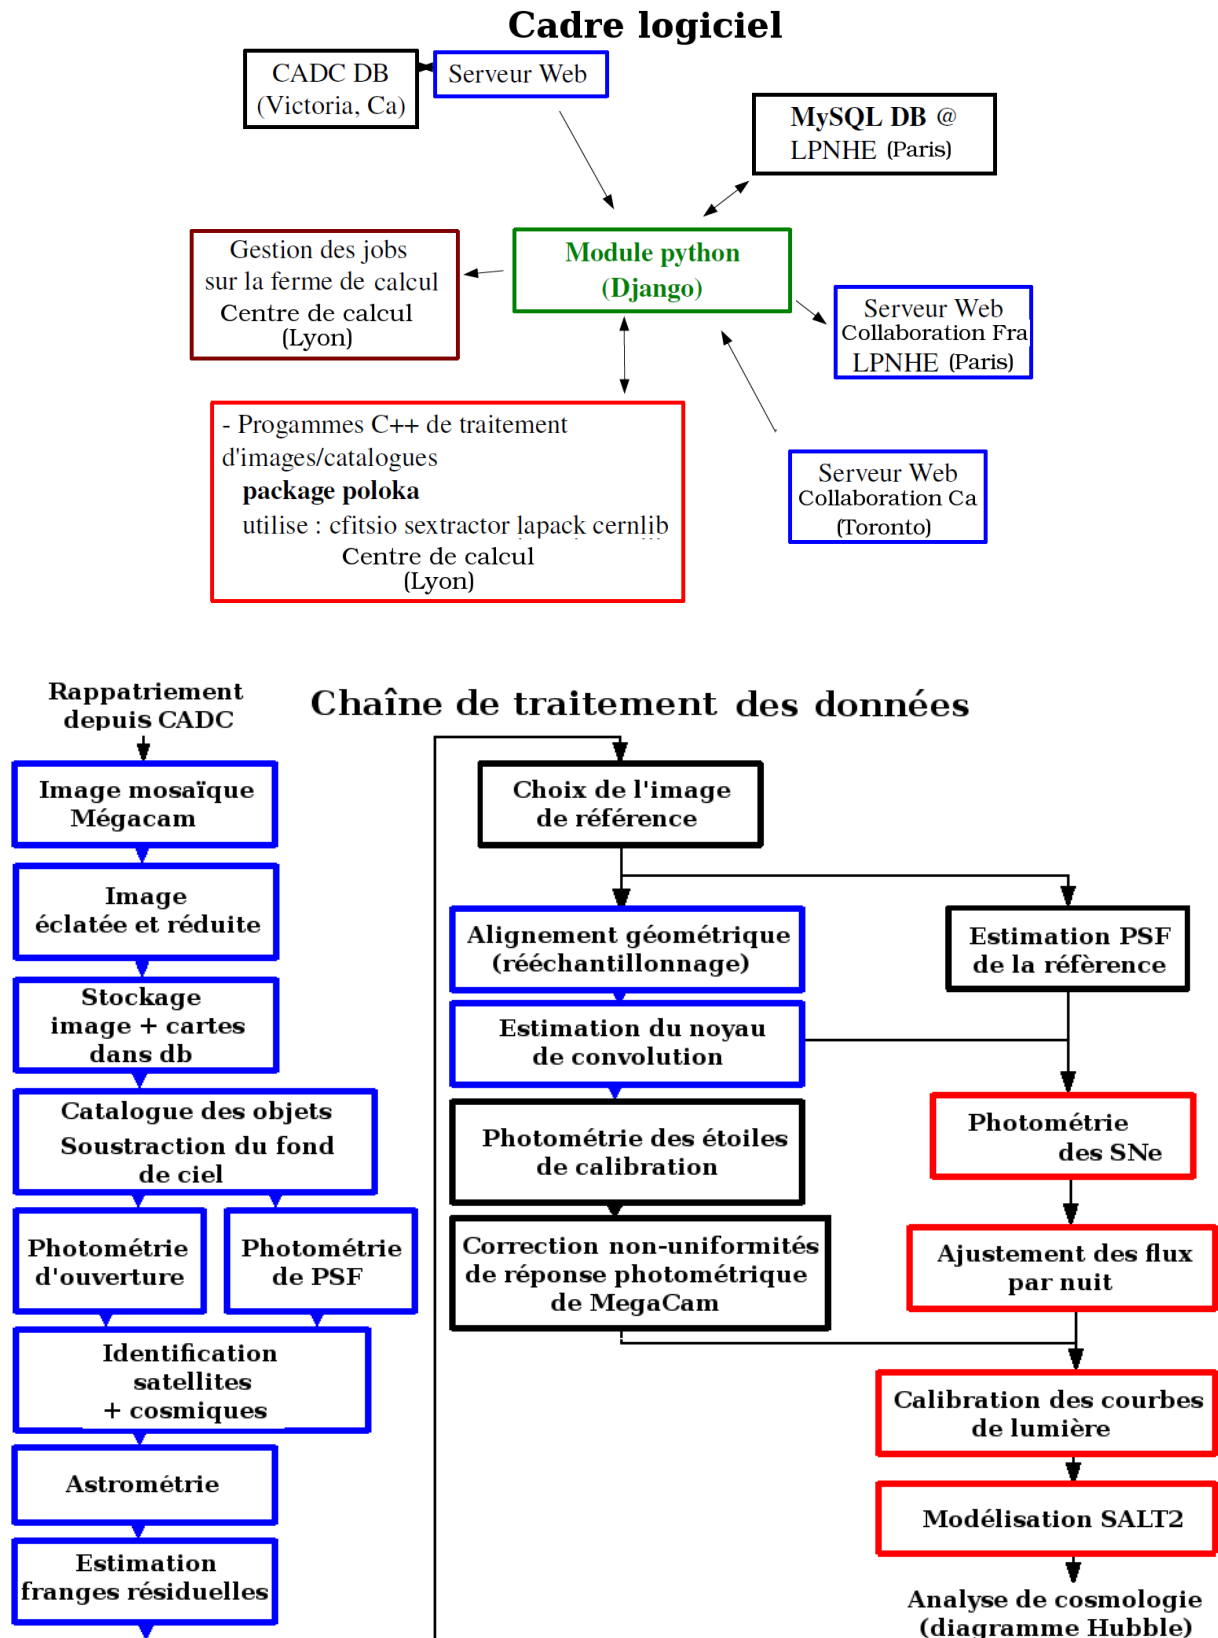 Cadre logiciel
CADC DB
(Victoria, Ca)
Serveur Web
MySQL DB @
LPNHE (Paris)
Gestion des jobs
sur la ferme de calcul
Centre de calcul
(Lyon)
Module python
(Django)
Serveur Web
Collaboration Fra
LPNHE (Paris)
- Progammes C++ de traitement
d'images/catalogues
package poloka
utilise : cfitsio sextractor lapack cernlib
Centre de calcul
(Lyon)
Serveur Web
Collaboration Ca
(Toronto)
Chaîne de traitement des données
Rappatriement
depuis CADC
Image mosaïque
Mégacam
Image
éclatée et réduite
Stockage
image + cartes
dans db
Catalogue des objets
Soustraction du fond
de ciel
Photométrie
d'ouverture
Photométrie
de PSF
Identification
satellites
+ cosmiques
Astrométrie
Estimation
franges résiduelles
Choix de l'image
de référence
Alignement géométrique
(rééchantillonnage)
Estimation du noyau
de convolution
Photométrie des étoiles
de calibration
Correction non-uniformités
de réponse photométrique
de MegaCam
Estimation PSF
de la réfèrence
Photométrie
des SNe
Ajustement des flux
par nuit
Calibration des courbes
de lumière
Modélisation SALT2
Analyse de cosmologie
(diagramme Hubble)